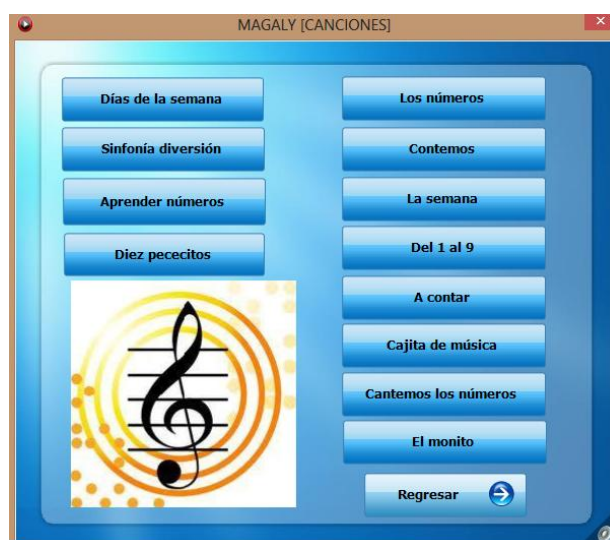 MAGALY [CANCIONES]
Días de la semana
Sinfonía diversión
Aprender números
Diez pececitos
Los números
Contemos
La semana
Del 1 al 9
A contar
Cajita de música
Cantemos los números
El monito
Regresar